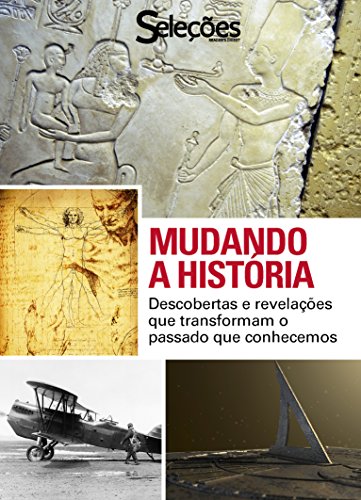 Seleções
READER'S DIGEST
MUDANDO
A HISTÓRIA
Descobertas e revelações
que transformam o
passado que conhecemos